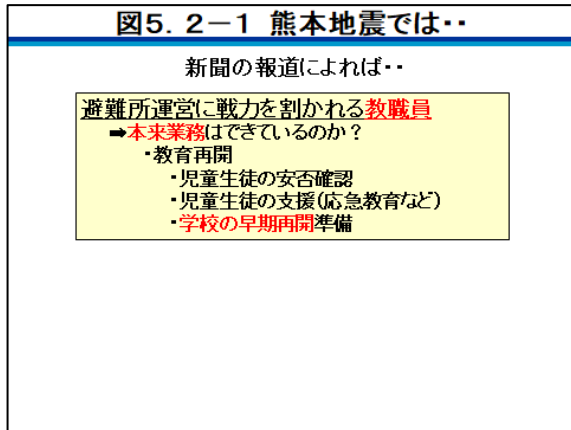 図5.2－1 熊本地震では・・
新聞の報道によれば・・
避難所運営に戦力を割かれる教職員
➡本来業務はできているのか？
・教育再開
・児童生徒の安否確認
・児童生徒の支援(応急教育など)
・学校の早期再開準備